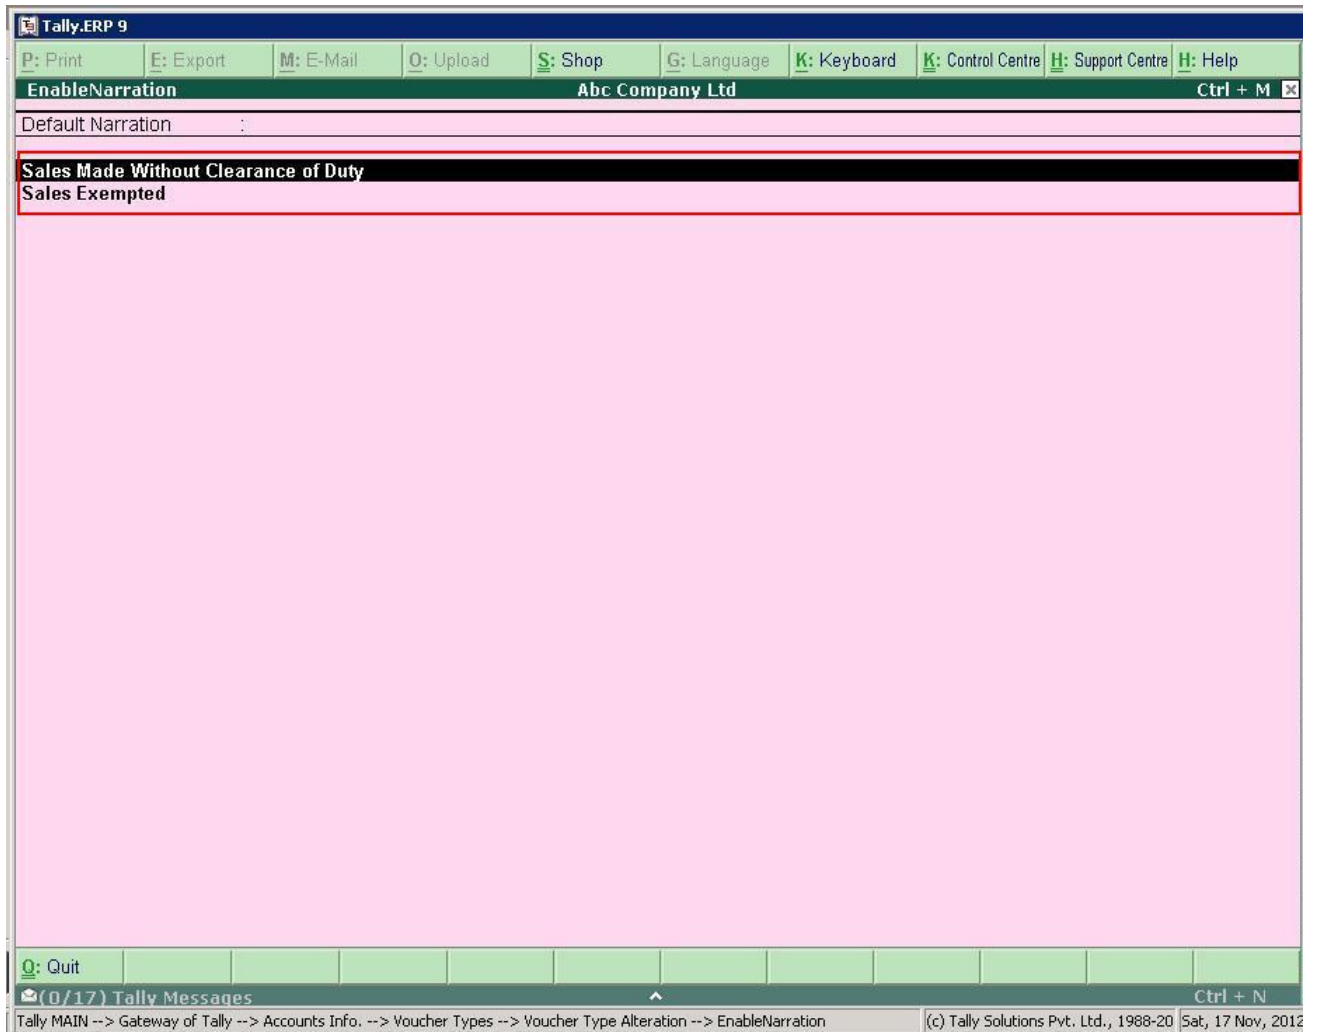 Tally.ERP 9
P: Print E: Export M: E-Mail O: Upload S: Shop G: Language K: Keyboard K: Control Centre H: Support Centre H: Help
EnableNarration Abc Company Ltd Ctrl + M
Default Narration :
Sales Made Without Clearance of Duty
Sales Exempted
Q: Quit
(0/17) Tally Messages Ctrl + N
Tally MAIN --> Gateway of Tally --> Accounts Info. --> Voucher Types --> Voucher Type Alteration --> EnableNarration (c) Tally Solutions Pvt. Ltd., 1988-20 Sat, 17 Nov, 2012